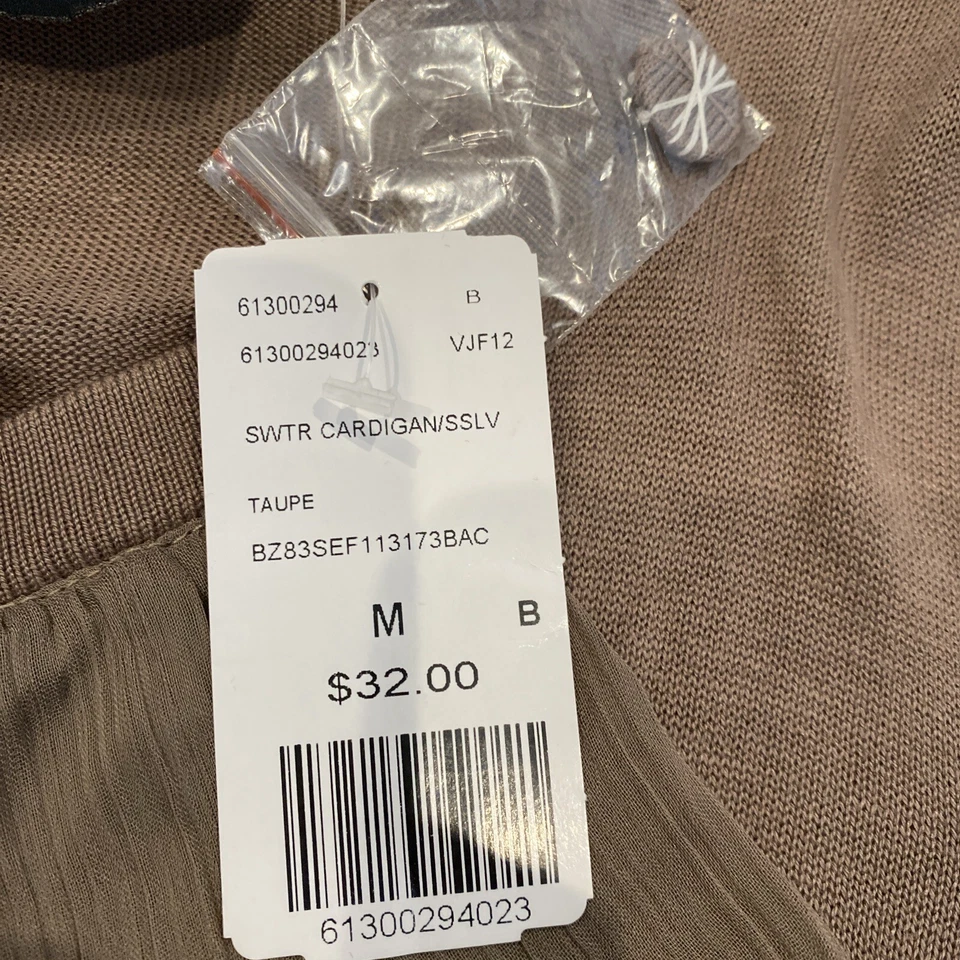 61300294 B
61300294023 VJF12
SWTR CARDIGAN/SSLV
TAUPE
BZ83SEF113173BAC
M B
$32.00
61300294023